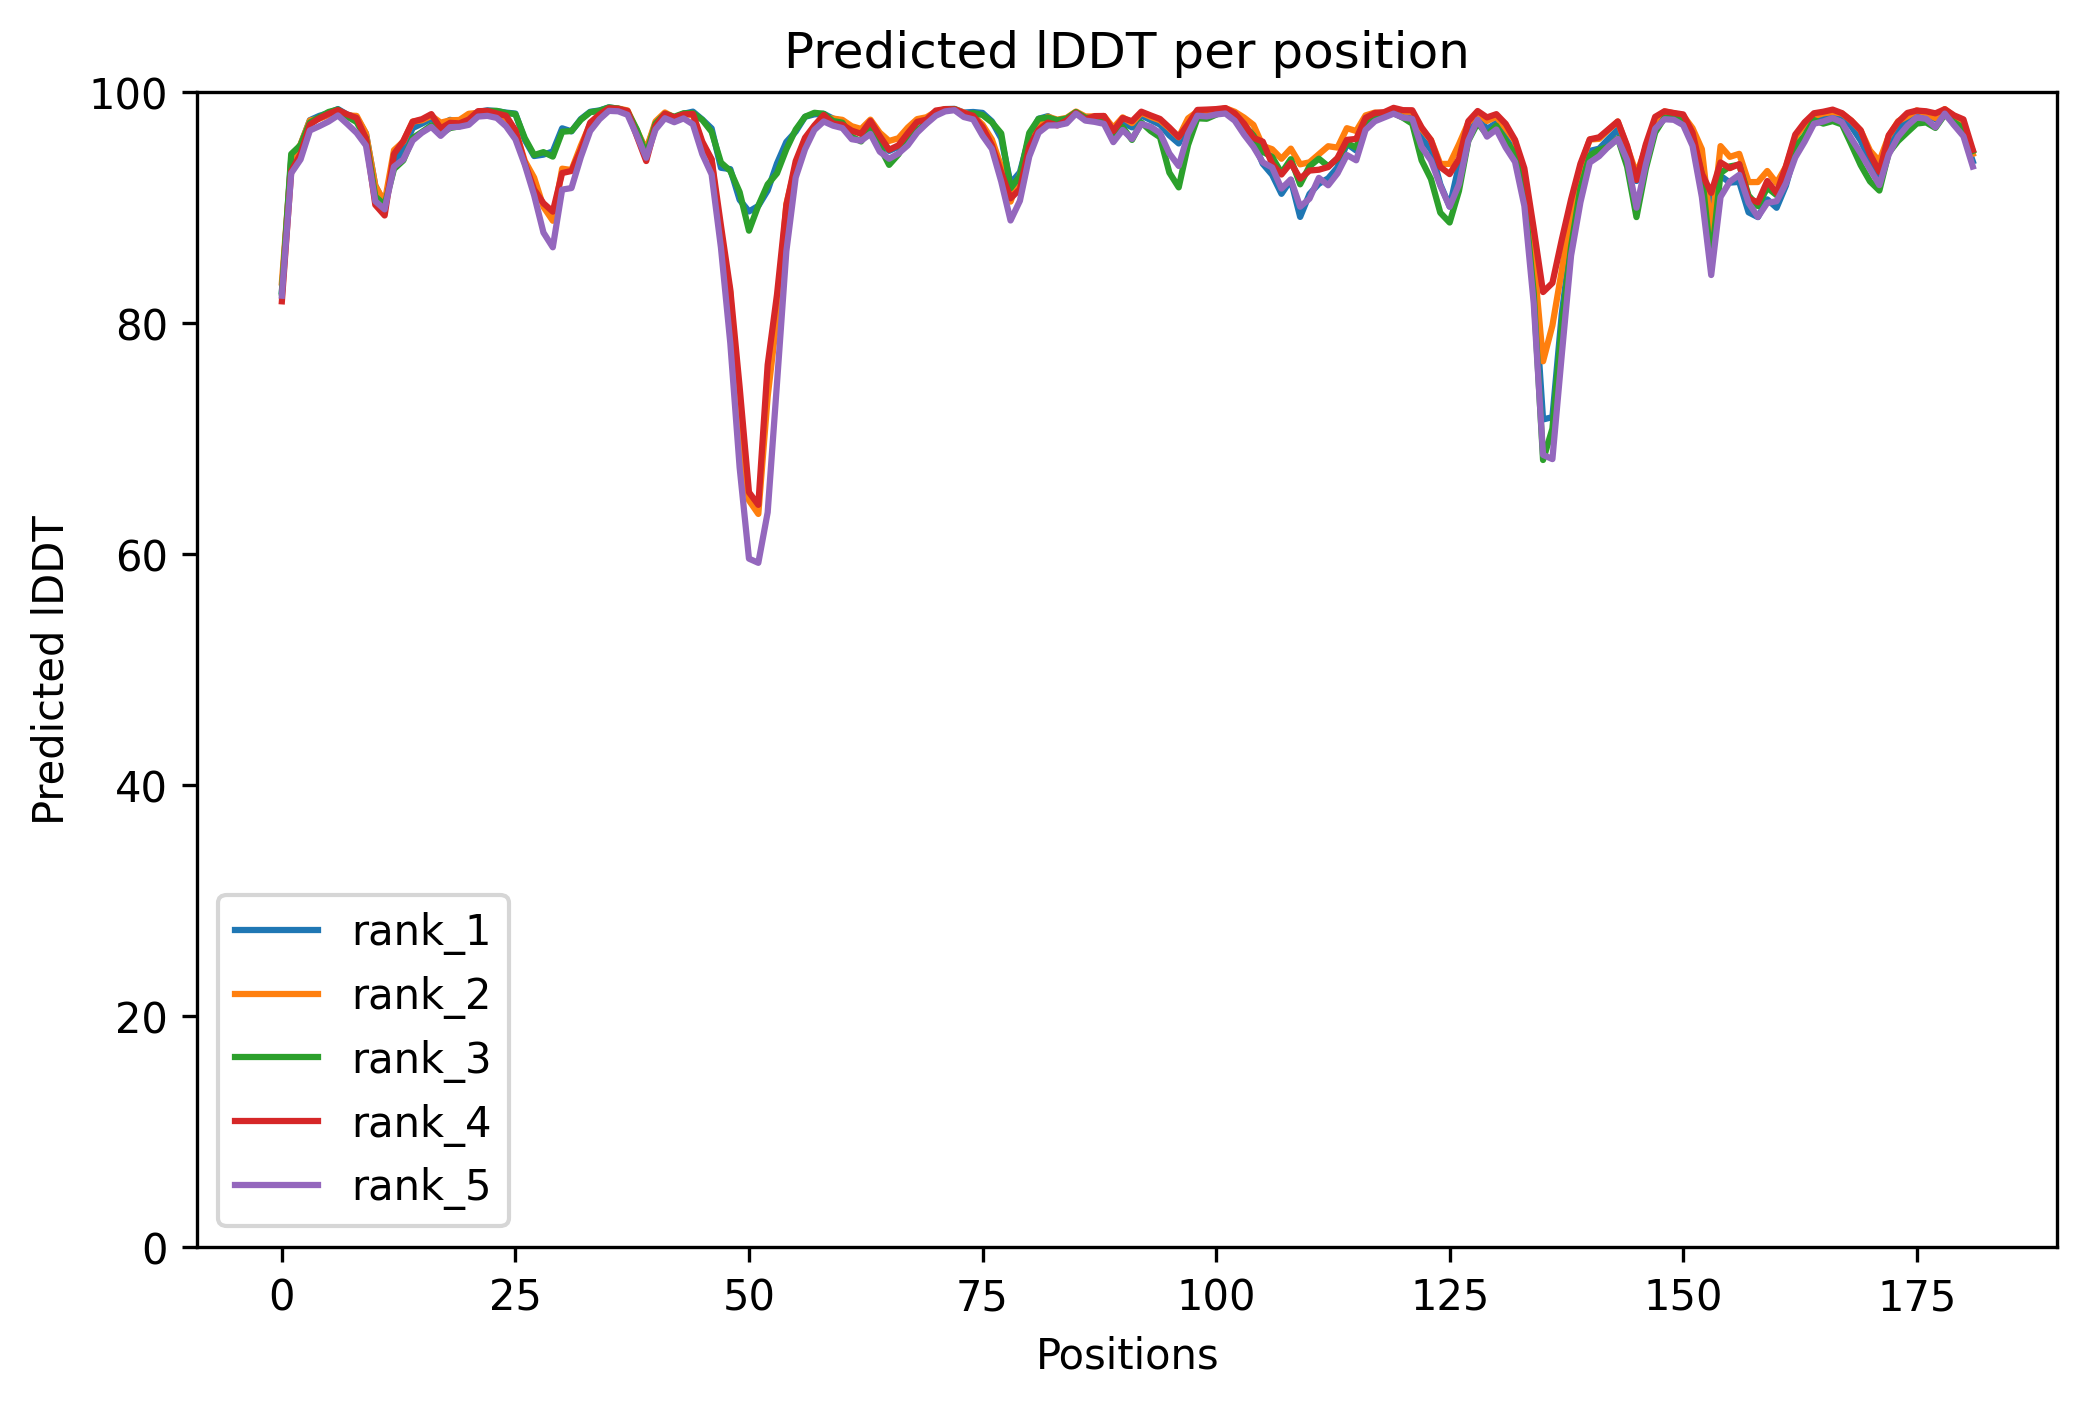 Predicted lDDT per position
100
80
60
40
20
0
Predicted lDDT
rank_1
rank_2
rank_3
rank_4
rank_5
0 25 50 75 100 125 150 175
Positions